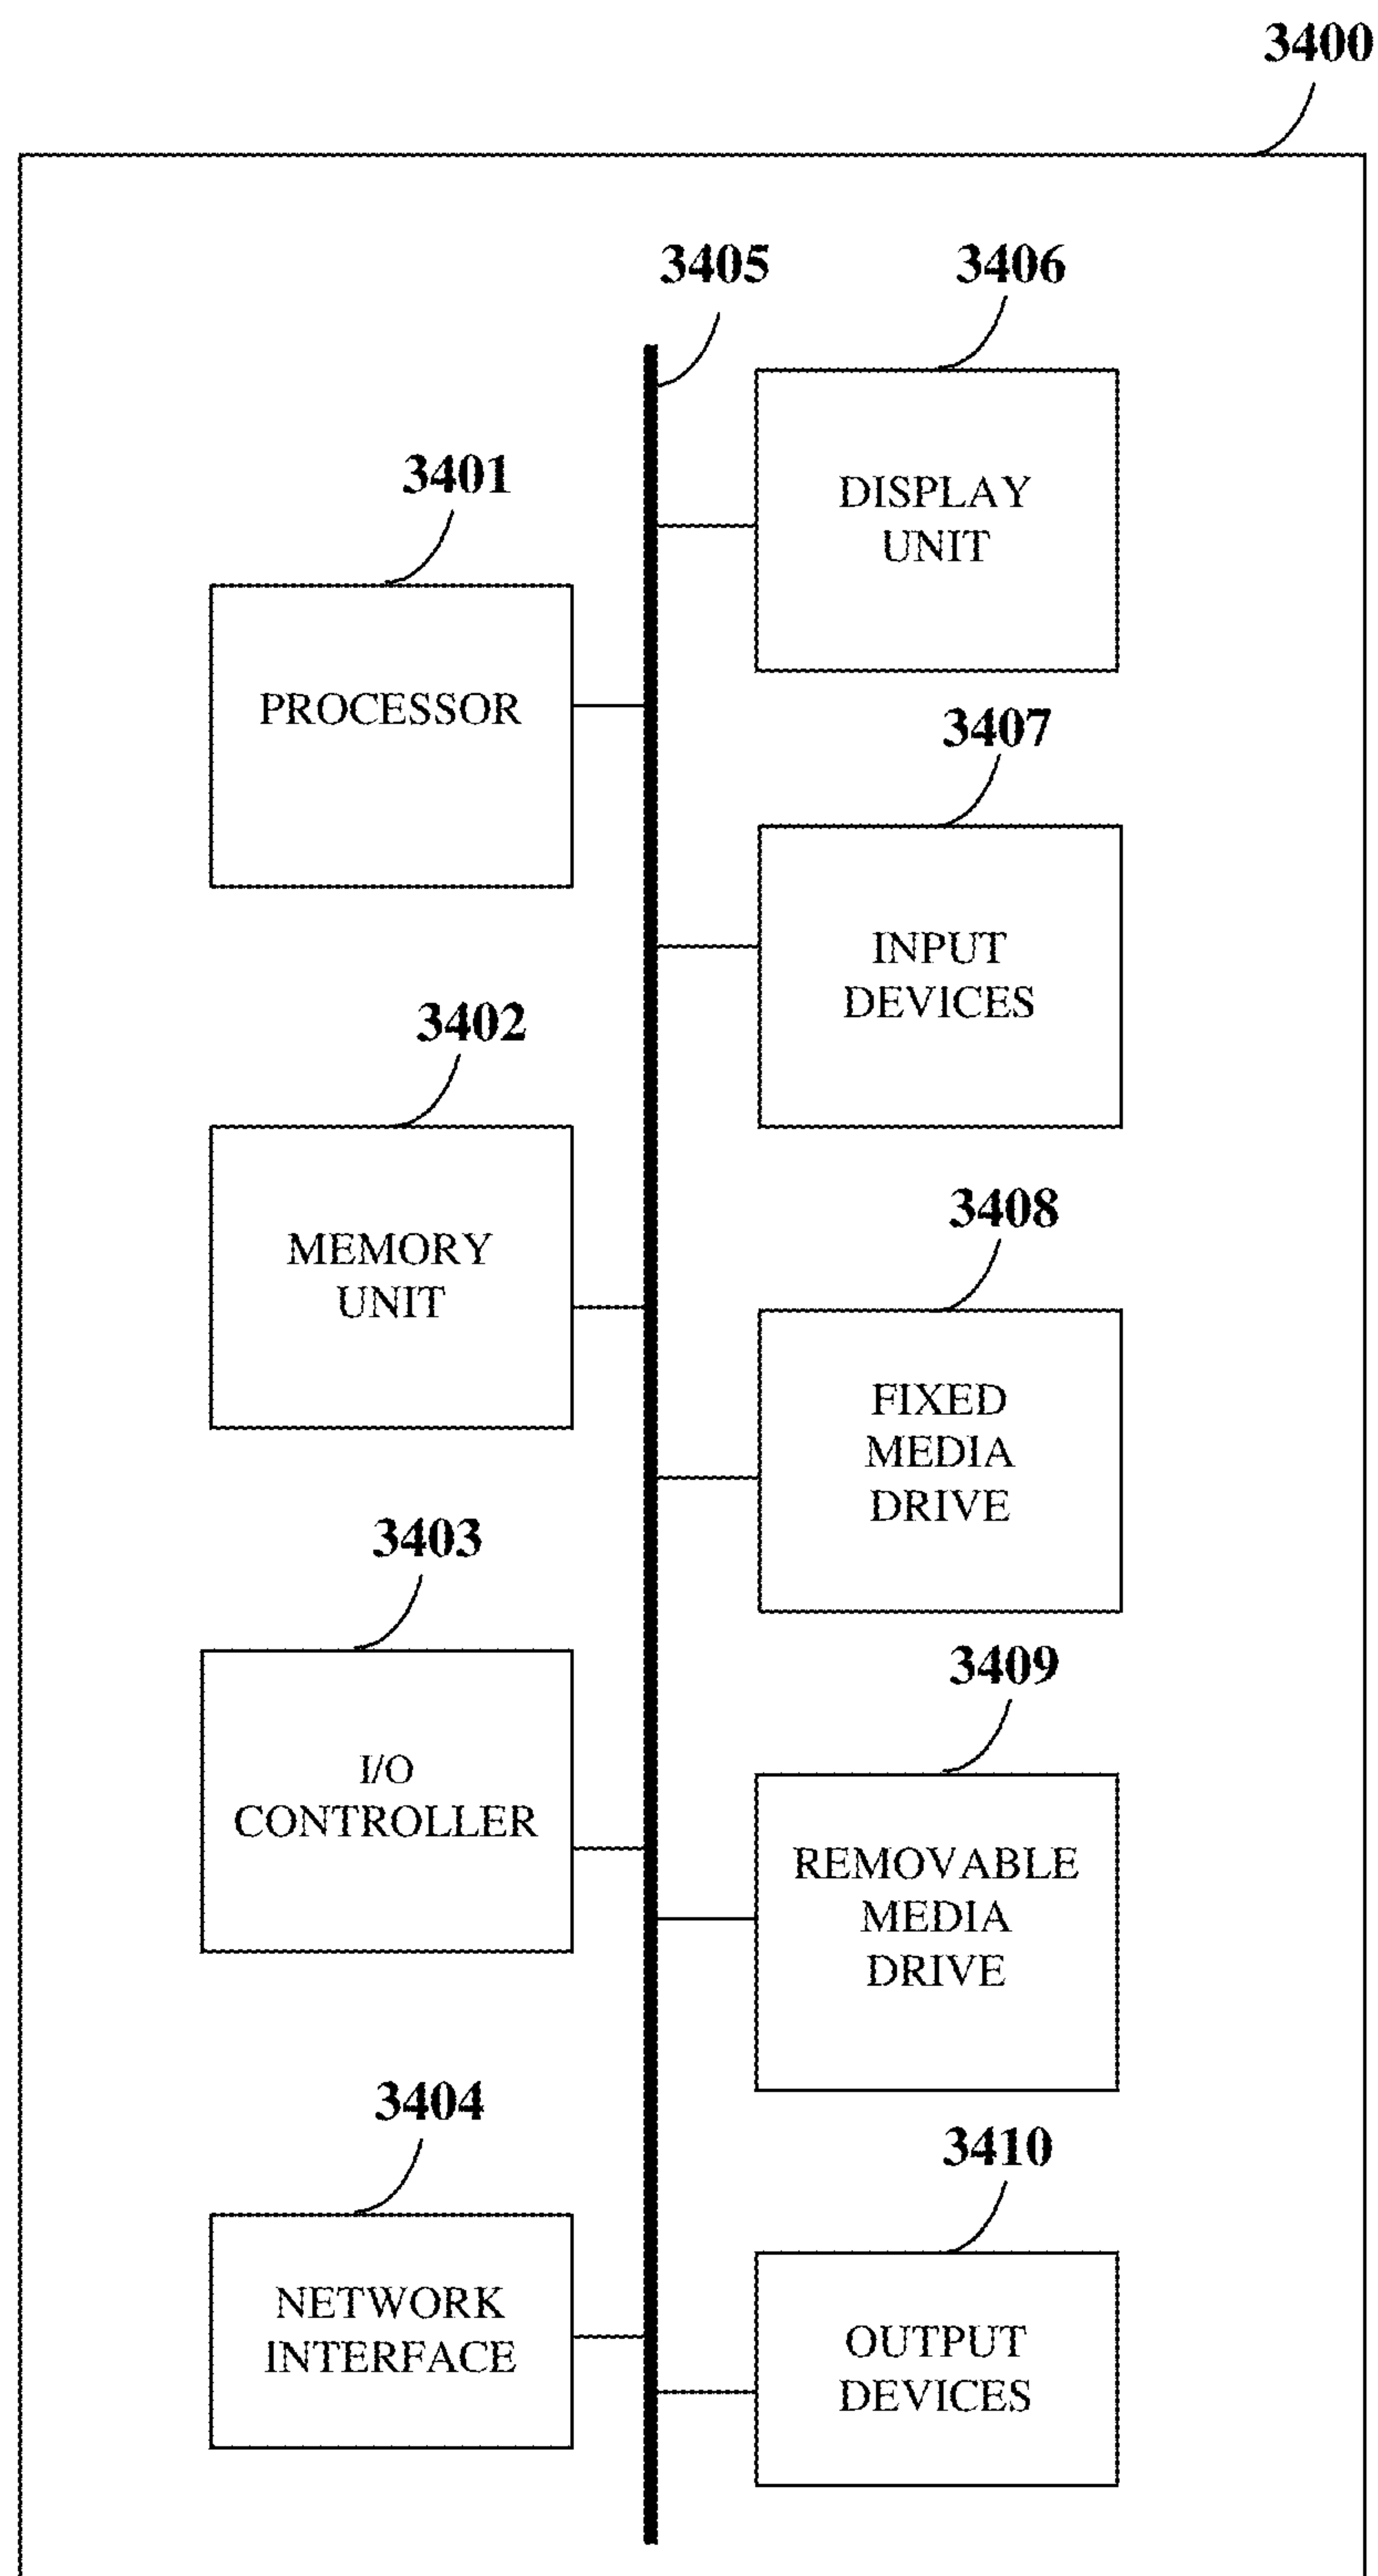 3400
3405
3406
DISPLAY
UNIT
3401
PROCESSOR
3407
INPUT
DEVICES
3402
MEMORY
UNIT
3408
FIXED
MEDIA
DRIVE
3403
I/O
CONTROLLER
3409
REMOVABLE
MEDIA
DRIVE
3404
NETWORK
INTERFACE
3410
OUTPUT
DEVICES